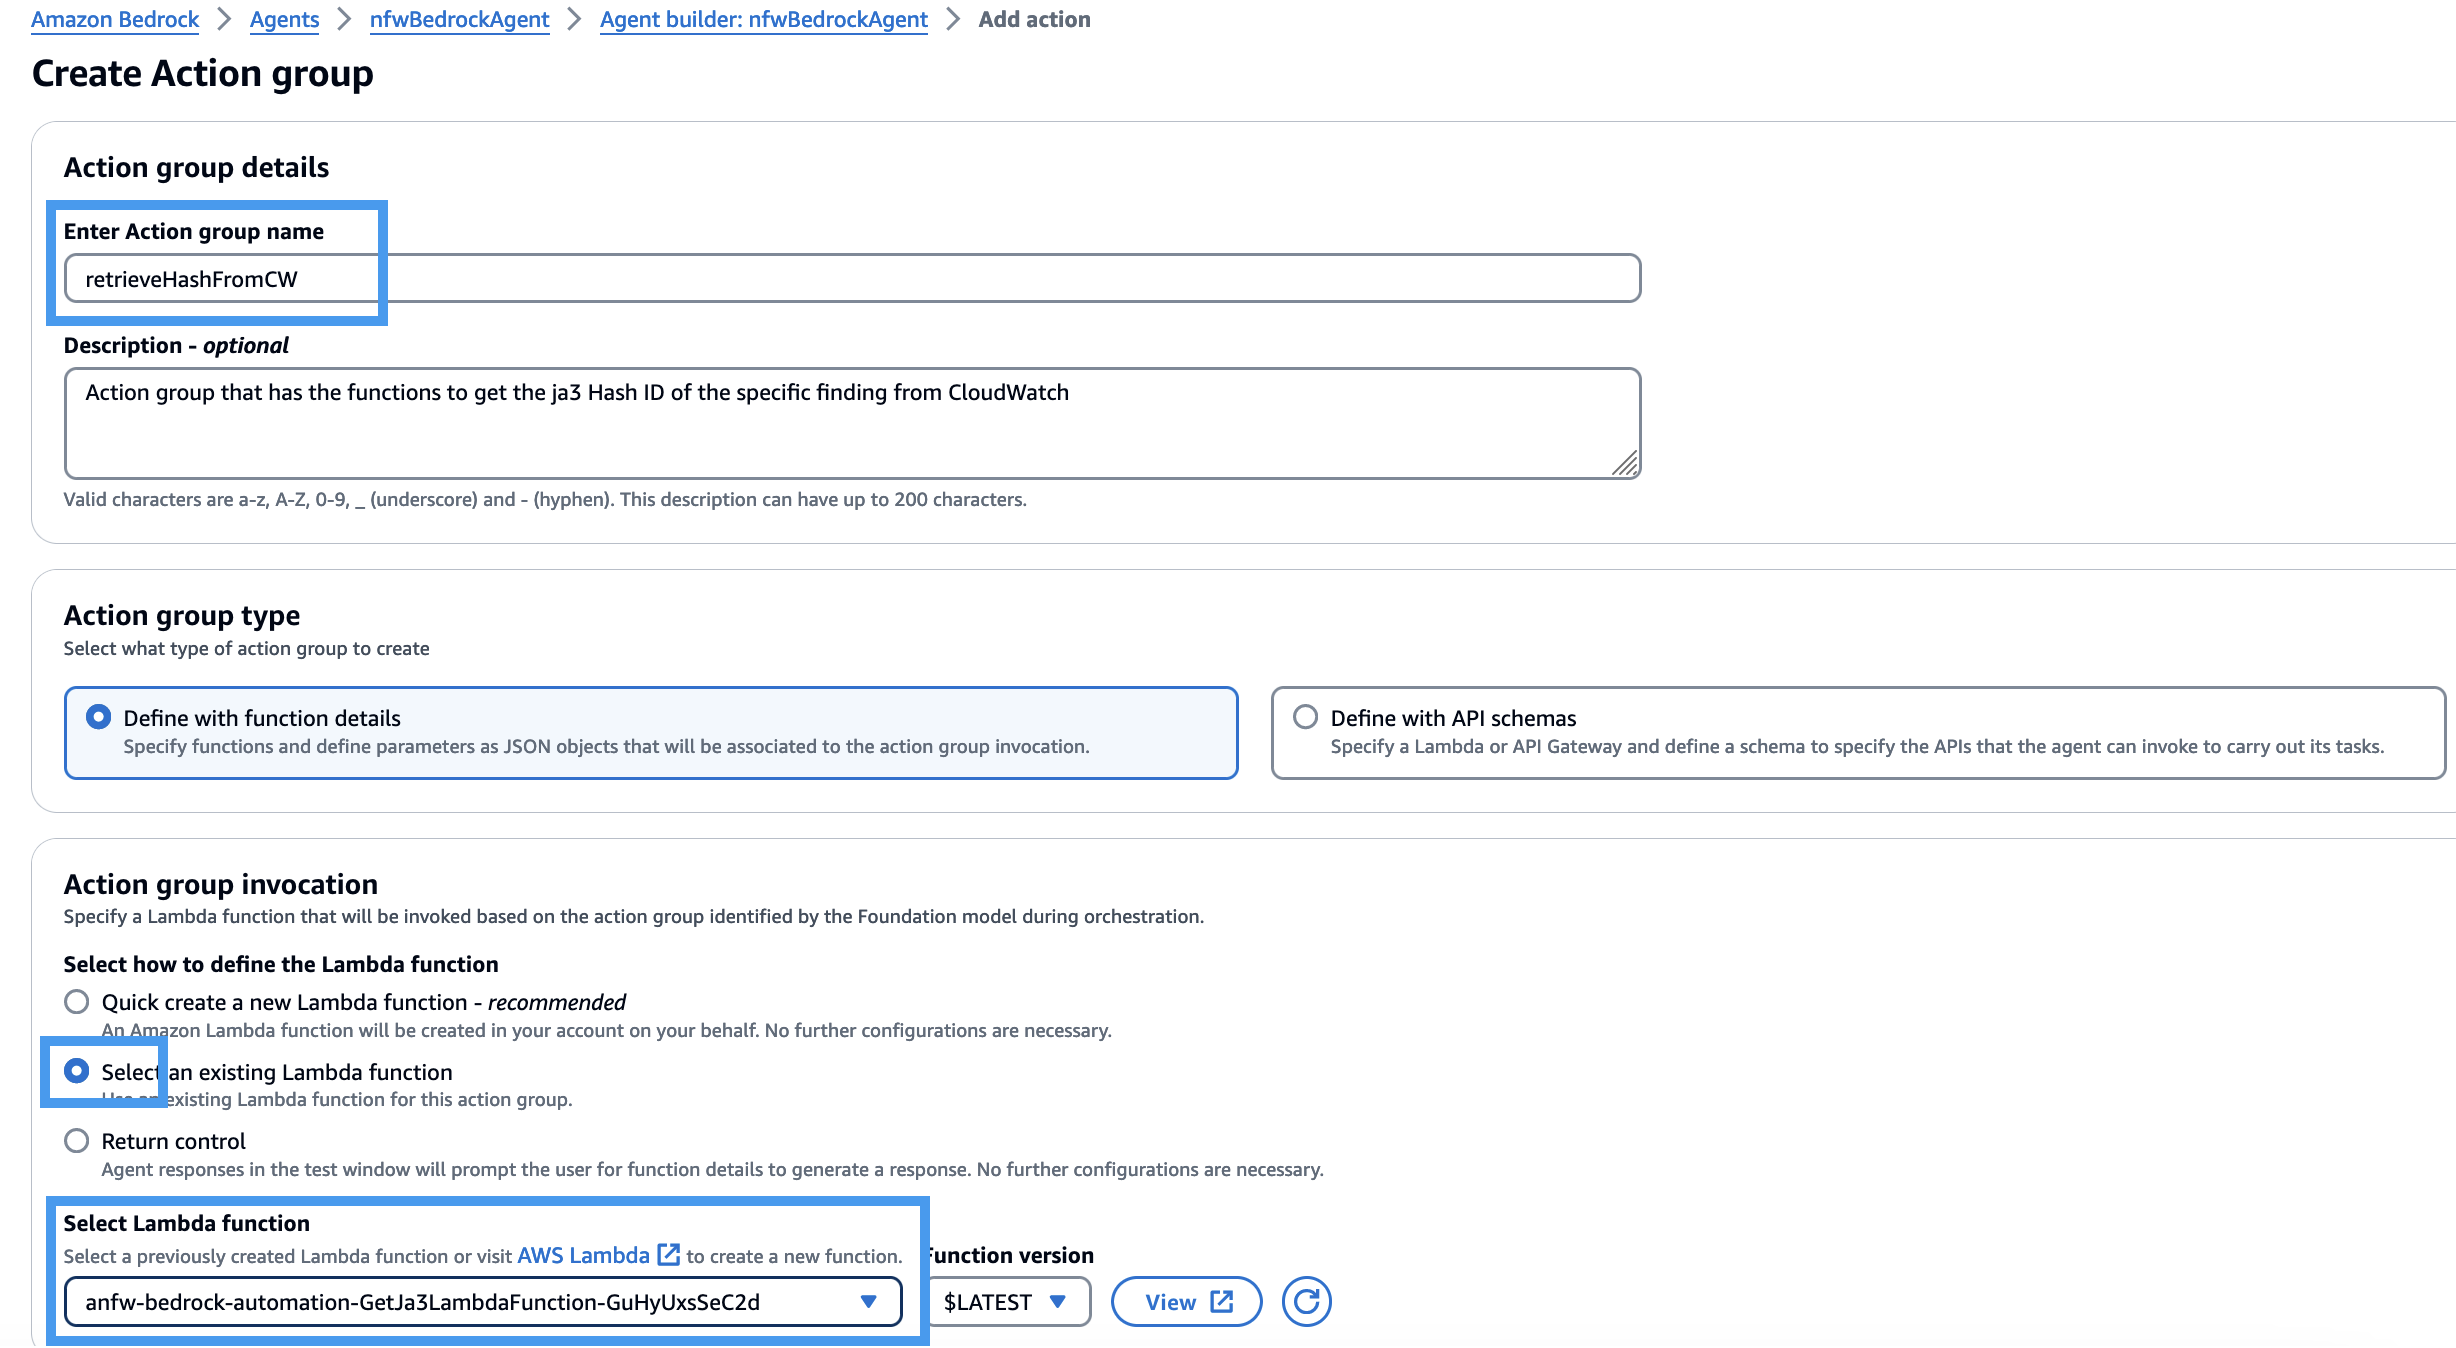 Amazon Bedrock > Agents > nfwBedrockAgent > Agent builder: nfwBedrockAgent > Add action
Create Action group
Action group details
Enter Action group name
retrieveHashFromCW
Description - optional
Action group that has the functions to get the ja3 Hash ID of the specific finding from CloudWatch
Valid characters are a-z, A-Z, 0-9, _ (underscore) and - (hyphen). This description can have up to 200 characters.
Action group type
Select what type of action group to create
Define with function details
Specify functions and define parameters as JSON objects that will be associated to the action group invocation.
Define with API schemas
Specify a Lambda or API Gateway and define a schema to specify the APIs that the agent can invoke to carry out its tasks.
Action group invocation
Specify a Lambda function that will be invoked based on the action group identified by the Foundation model during orchestration.
Select how to define the Lambda function
Quick create a new Lambda function - recommended
An Amazon Lambda function will be created in your account on your behalf. No further configurations are necessary.
Select an existing Lambda function
Use an existing Lambda function for this action group.
Return control
Agent responses in the test window will prompt the user for function details to generate a response. No further configurations are necessary.
Select Lambda function
Select a previously created Lambda function or visit AWS Lambda to create a new function.
Function version
anfw-bedrock-automation-GetJa3LambdaFunction-GuHyUxsSeC2d
$LATEST
View